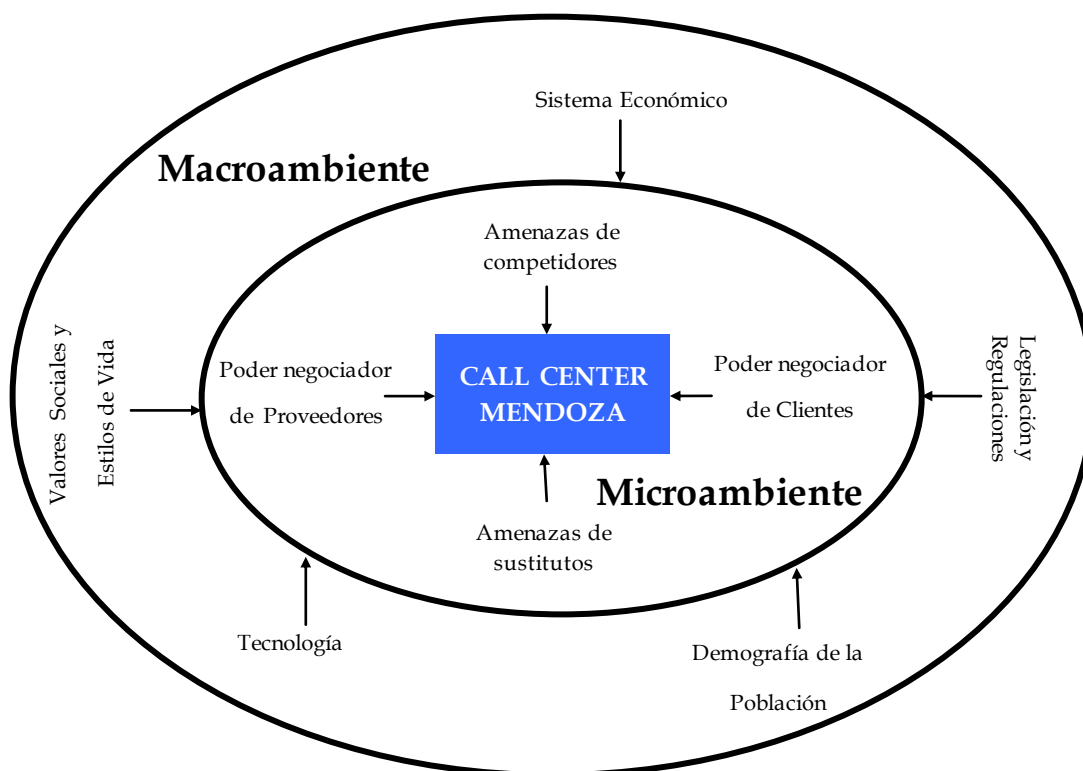 Sistema Económico
Macroambiente
Amenazas de
competidores
Valores Sociales y
Estilos de Vida
Poder negociador
de Proveedores
CALL CENTER
MENDOZA
Poder negociador
de Clientes
Legislación y
Regulaciones
Microambiente
Amenazas de
sustitutos
Tecnología
Demografía de la
Población